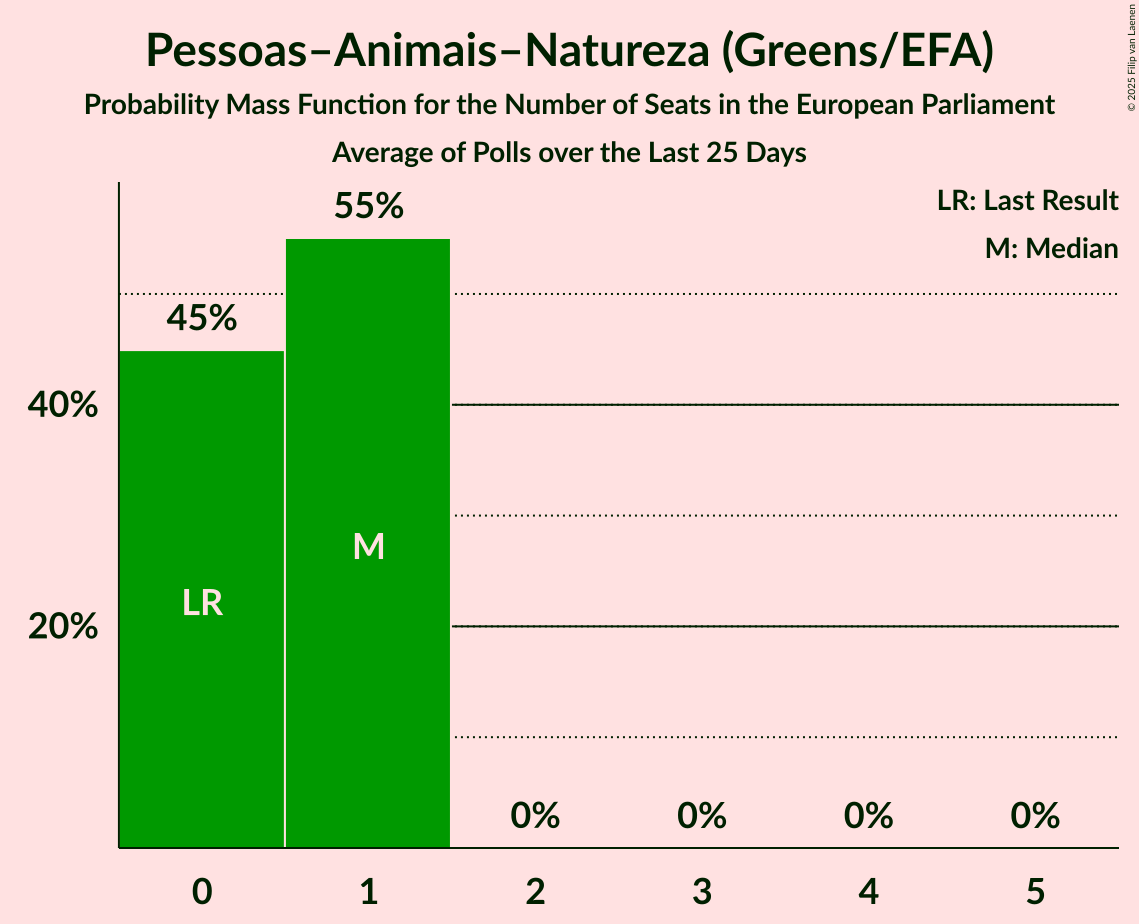 Pessoas–Animais–Natureza (Greens/EFA)
Probability Mass Function for the Number of Seats in the European Parliament
Average of Polls over the Last 25 Days
© 2025 Filip van Laenen
LR: Last Result
M: Median
55%
45%
40%
20%
LR
M
0%
0%
0%
0%
0
1
2
3
4
5